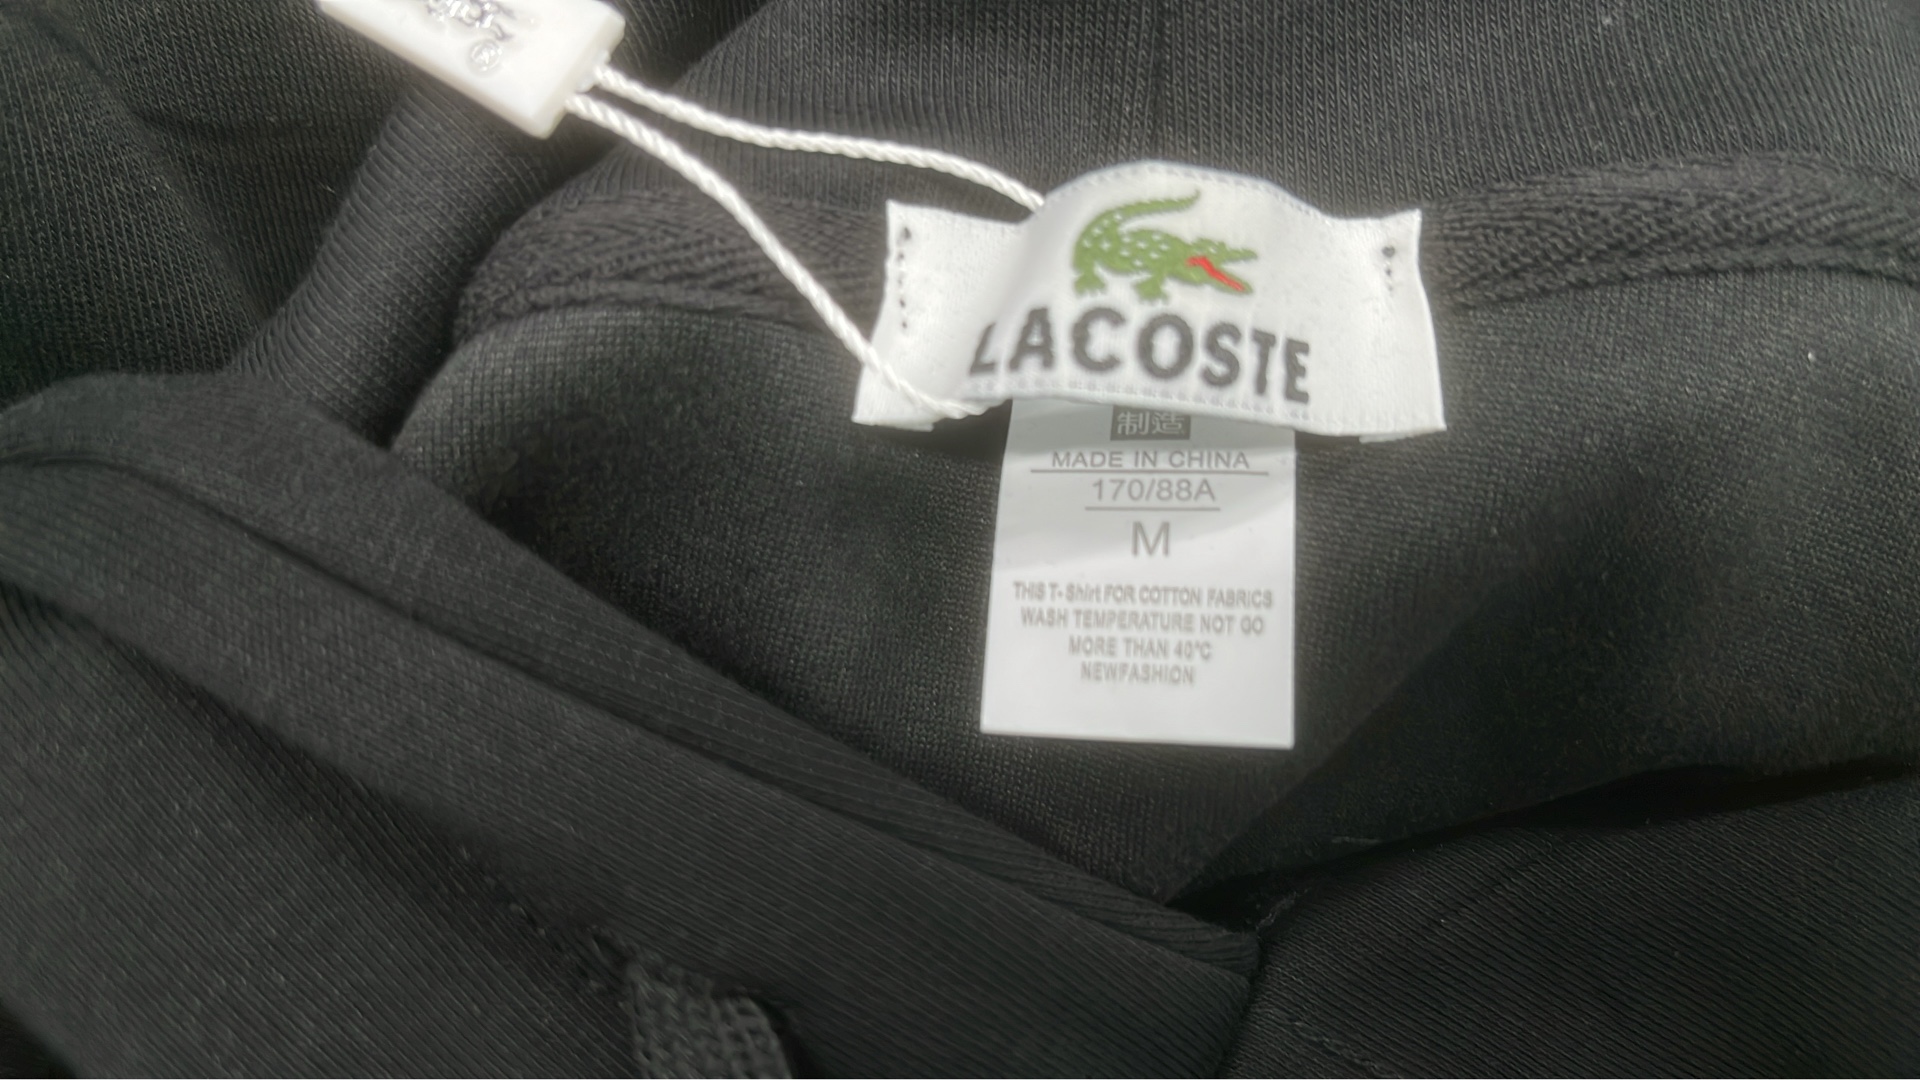 LACOSTE
制造
MADE IN CHINA
170/88A
M
THIS T-Shirt FOR COTTON FABRICS
WASH TEMPERATURE NOT GO
MORE THAN 40°C
NEWFASHION